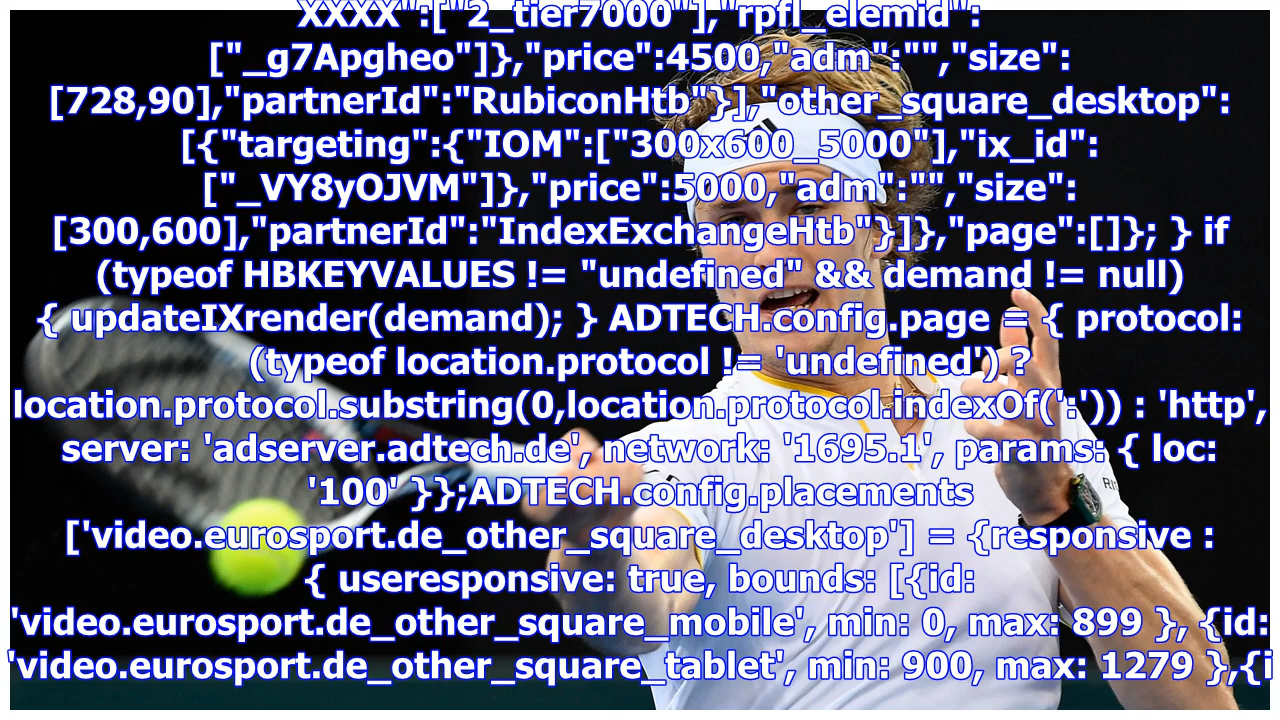 XXXX":["2_tier7000"],"rpfl_elemid":
["_g7Apgheo"]},"price":4500,"adm":"","size":
[728,90],"partnerId":"RubiconHtb"}],"other_square_desktop":
[{"targeting":{"IOM":["300x600_5000"],"ix_id":
["_VY8yOJVM"]},"price":5000,"adm":"","size":
[300,600],"partnerId":"IndexExchangeHtb"}]},"page":[]}; } if
(typeof HBKEYVALUES != "undefined" && demand != null)
{ updateIXrender(demand); } ADTECH.config.page = { protocol:
(typeof location.protocol != 'undefined') ?
location.protocol.substring(0,location.protocol.indexOf(':')) : 'http',
server: 'adserver.adtech.de', network: '1695.1', params: { loc:
'100' }};ADTECH.config.placements
['video.eurosport.de_other_square_desktop'] = {responsive :
{ useresponsive: true, bounds: [{id:
'video.eurosport.de_other_square_mobile', min: 0, max: 899 }, {id:
'video.eurosport.de_other_square_tablet', min: 900, max: 1279 },{i